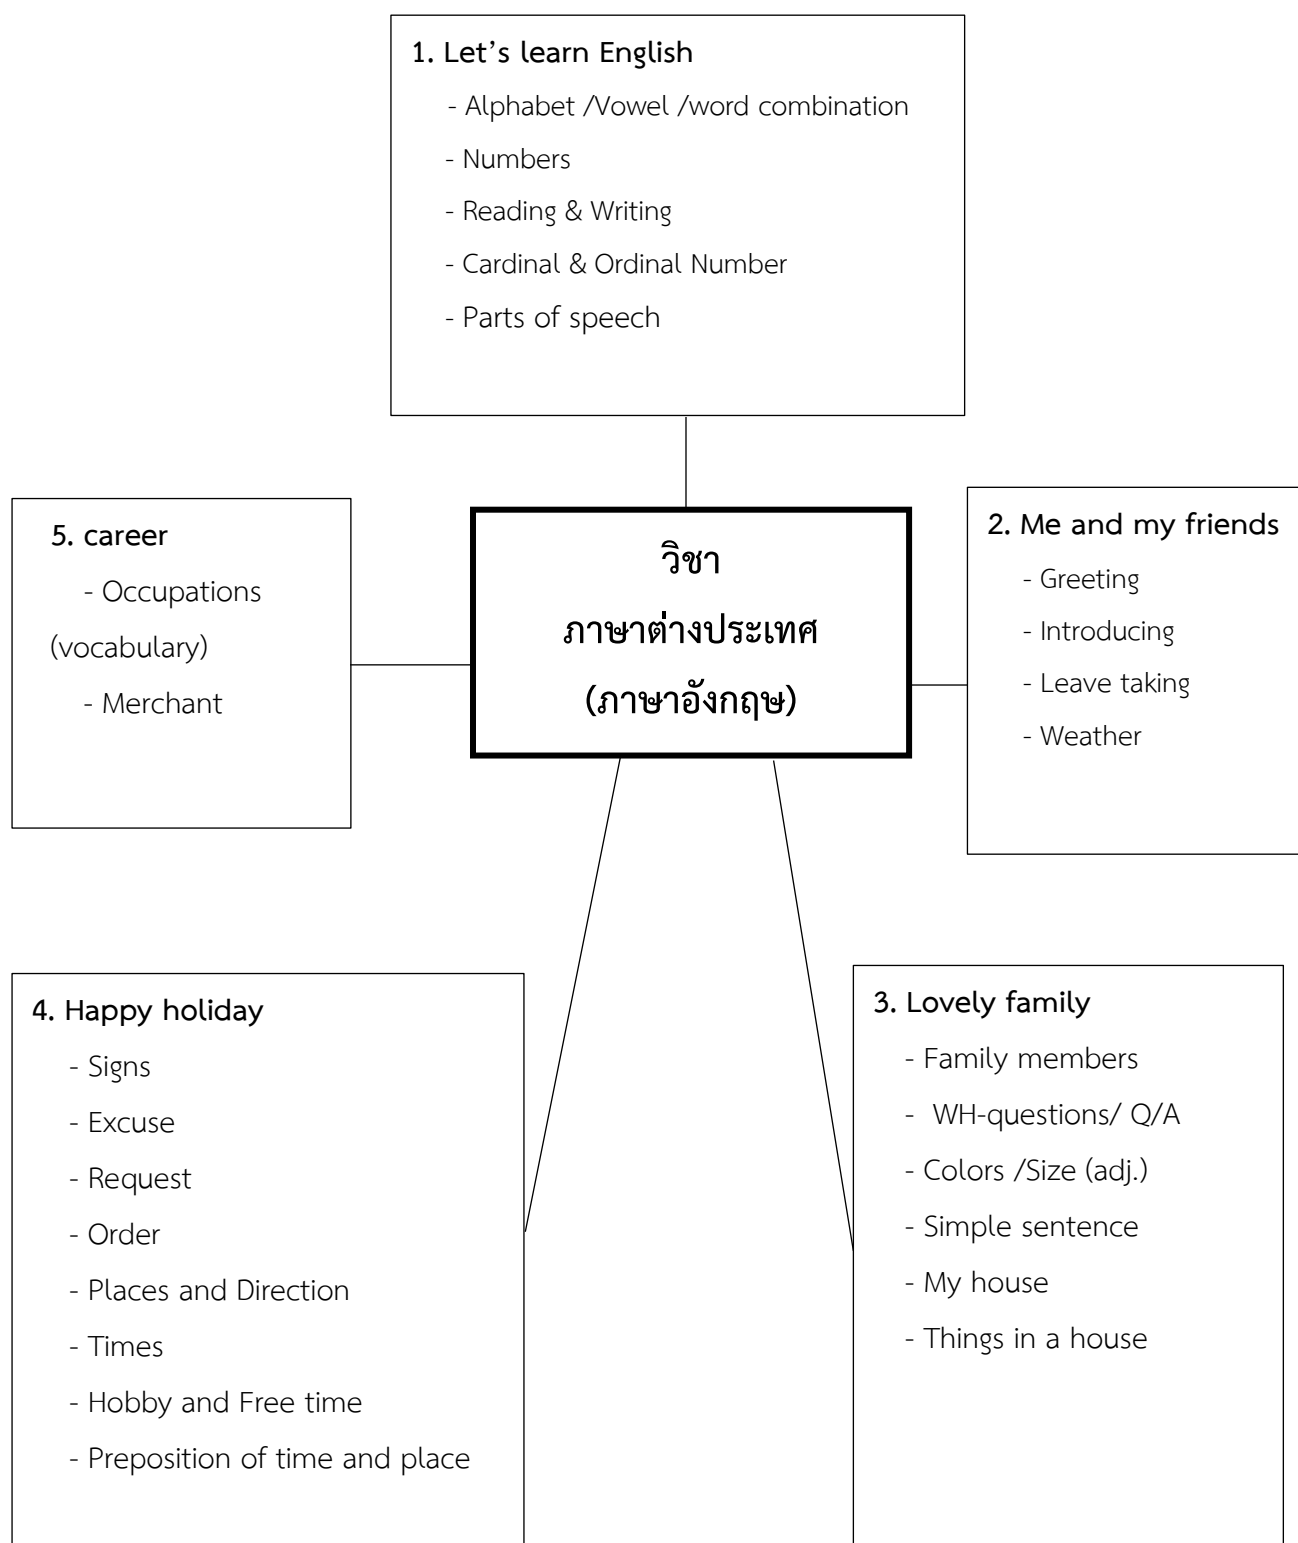 1. Let's learn English
- Alphabet /Vowel /word combination
- Numbers
- Reading & Writing
- Cardinal & Ordinal Number
- Parts of speech
5. career
- Occupations
(vocabulary)
- Merchant
วิชา
ภาษาต่างประเทศ
(ภาษาอังกฤษ)
2. Me and my friends
- Greeting
- Introducing
- Leave taking
- Weather
4. Happy holiday
- Signs
- Excuse
- Request
- Order
- Places and Direction
- Times
- Hobby and Free time
- Preposition of time and place
3. Lovely family
- Family members
- WH-questions/ Q/A
- Colors /Size (adj.)
- Simple sentence
- My house
- Things in a house